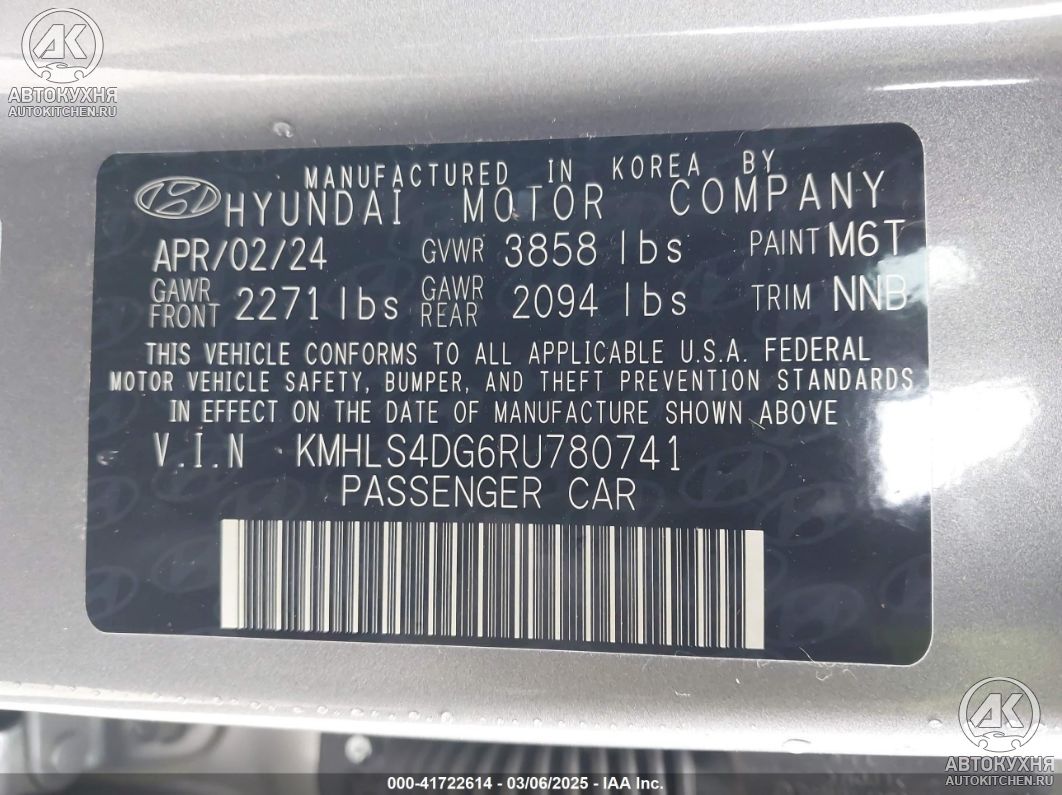 АК
АВТОКУХНЯ
AUTOKITCHEN.RU
MANUFACTURED IN KOREA BY
HYUNDAI MOTOR COMPANY
APR/02/24 GVWR 3858 lbs PAINT M6T
GAWR FRONT 2271 lbs GAWR REAR 2094 lbs TRIM NNB
THIS VEHICLE CONFORMS TO ALL APPLICABLE U.S.A. FEDERAL
MOTOR VEHICLE SAFETY, BUMPER, AND THEFT PREVENTION STANDARDS
IN EFFECT ON THE DATE OF MANUFACTURE SHOWN ABOVE
V.I.N KMHLS4DG6RU780741
PASSENGER CAR
АК
АВТОКУХНЯ
AUTOKITCHEN.RU
000-41722614 - 03/06/2025 - IAA Inc.